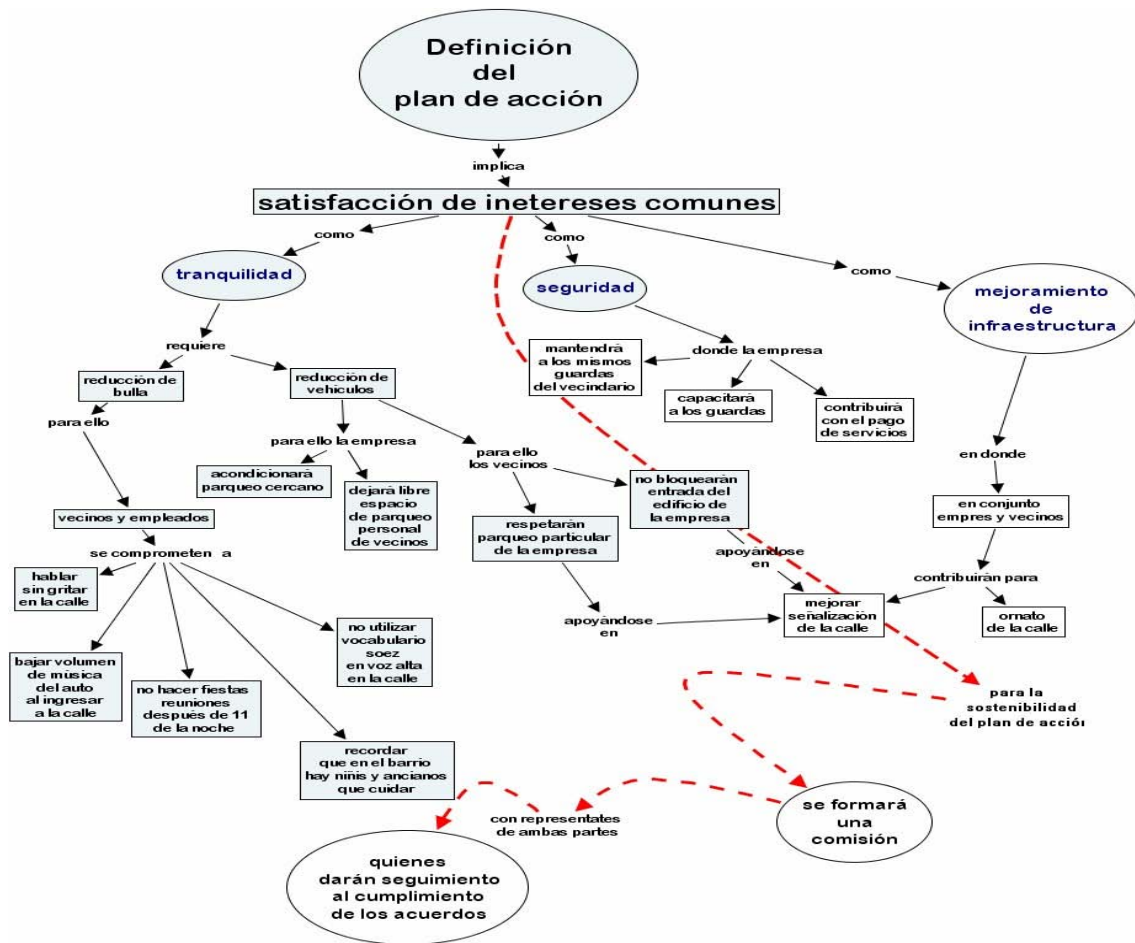 Definición
del
plan de acción
implica
satisfacción de inetereses comunes
como
como
como
tranquilidad
seguridad
mejoramiento
de
infraestructura
requiere
reducción de
bulla
reducción de
vehículos
mantendrá
a los mismos
guardas
del vecindario
donde la empresa
capacitará
a los guardas
contribuirá
con el pago
de servicios
para ello
para ello la empresa
para ello
los vecinos
en donde
acondicionará
parqueo cercano
dejará libre
espacio
de parqueo
personal
de vecinos
no bloquearán
entrada del
edificio de
la empresa
respetarán
parqueo particular
de la empresa
en conjunto
empres y vecinos
vecinos y empleados
se comprometen a
apoyándose
en
contribuirán para
hablar
sin gritar
en la calle
mejorar
señalización
de la calle
ornato
de la calle
apoyándose
en
no utilizar
vocabulario
soez
en voz alta
en la calle
bajar volumen
de música
del auto
al ingresar
a la calle
no hacer fiestas
reuniones
después de 11
de la noche
para la
sostenibilidad
del plan de acción
recordar
que en el barrio
hay niñis y ancianos
que cuidar
se formará
una
comisión
con representates
de ambas partes
quienes
darán seguimiento
al cumplimiento
de los acuerdos